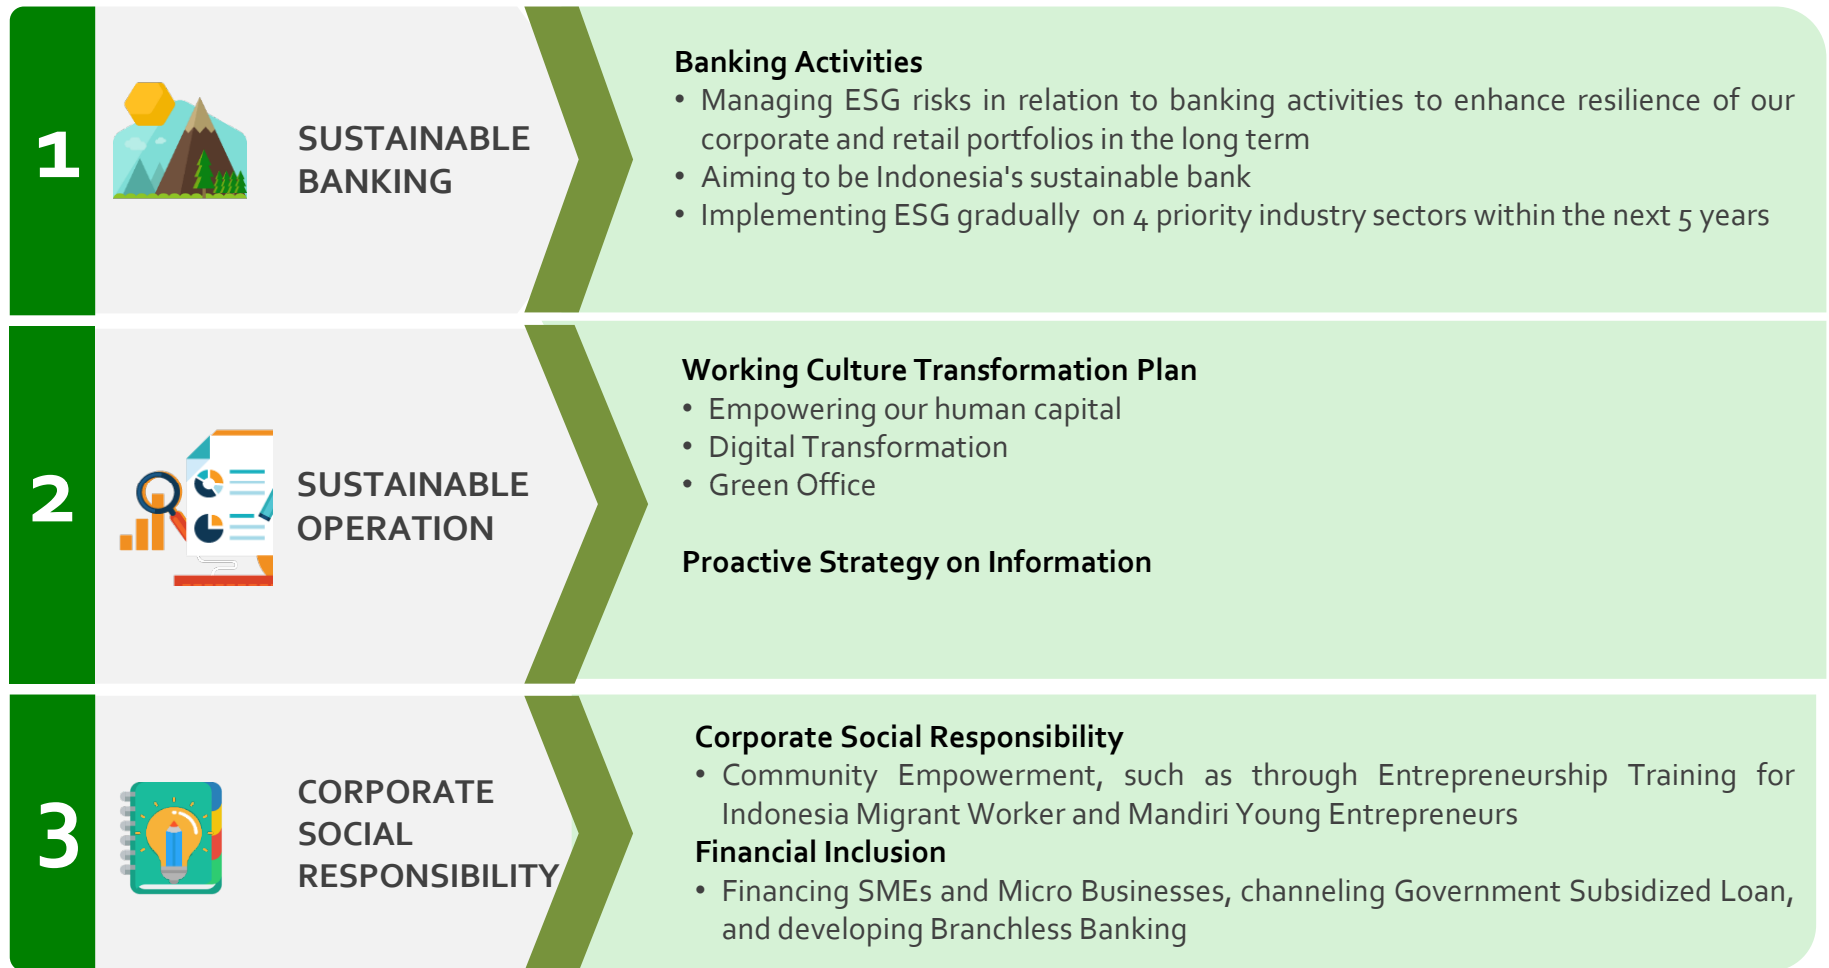 1
SUSTAINABLE
BANKING
Banking Activities
• Managing ESG risks in relation to banking activities to enhance resilience of our
corporate and retail portfolios in the long term
• Aiming to be Indonesia's sustainable bank
• Implementing ESG gradually on 4 priority industry sectors within the next 5 years
2
SUSTAINABLE
OPERATION
Working Culture Transformation Plan
• Empowering our human capital
• Digital Transformation
• Green Office
Proactive Strategy on Information
3
CORPORATE
SOCIAL
RESPONSIBILITY
Corporate Social Responsibility
• Community Empowerment, such as through Entrepreneurship Training for
Indonesia Migrant Worker and Mandiri Young Entrepreneurs
Financial Inclusion
• Financing SMEs and Micro Businesses, channeling Government Subsidized Loan,
and developing Branchless Banking